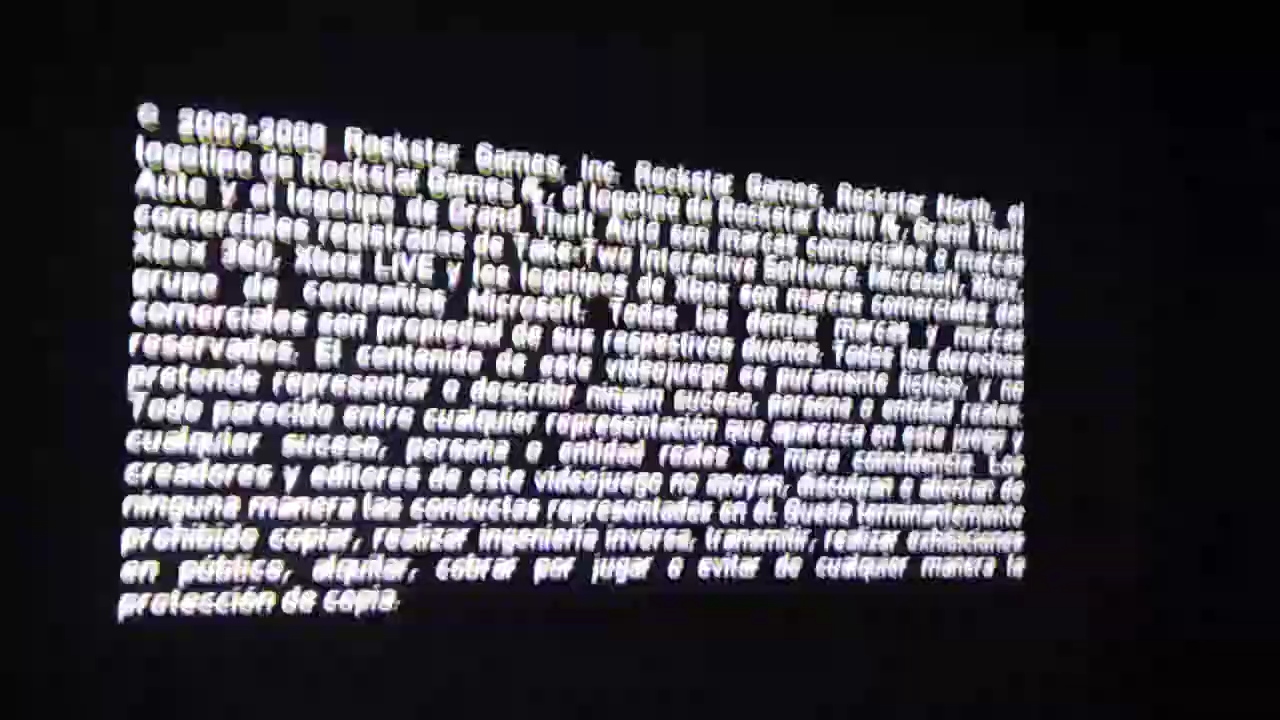 © 2007-2008 Rockstar Games, Inc. Rockstar Games, Rockstar North, el
logotipo de Rockstar Games, el logotipo de Rockstar North, Grand Theft
Auto y el logotipo de Grand Theft Auto son marcas comerciales o marcas
comerciales registradas de Take-Two Interactive Software. Microsoft, Xbox,
Xbox 360, Xbox LIVE y los logotipos de Xbox son marcas comerciales del
grupo de compañías Microsoft. Todas las demás marcas y marcas
comerciales son propiedad de sus respectivos dueños. Todos los derechos
reservados. El contenido de este videojuego es puramente ficticio, y no
pretende representar o describir ningún suceso, persona o entidad reales.
Todo parecido entre cualquier representación que aparezca en este juego y
cualquier suceso, persona o entidad reales es mera coincidencia. Los
creadores y editores de este videojuego no apoyan, disculpan o alientan de
ninguna manera las conductas representadas en él. Queda terminantemente
prohibido copiar, realizar ingeniería inversa, transmitir, realizar exhibiciones
en público, alquilar, cobrar por jugar o evitar de cualquier manera la
protección de copia.